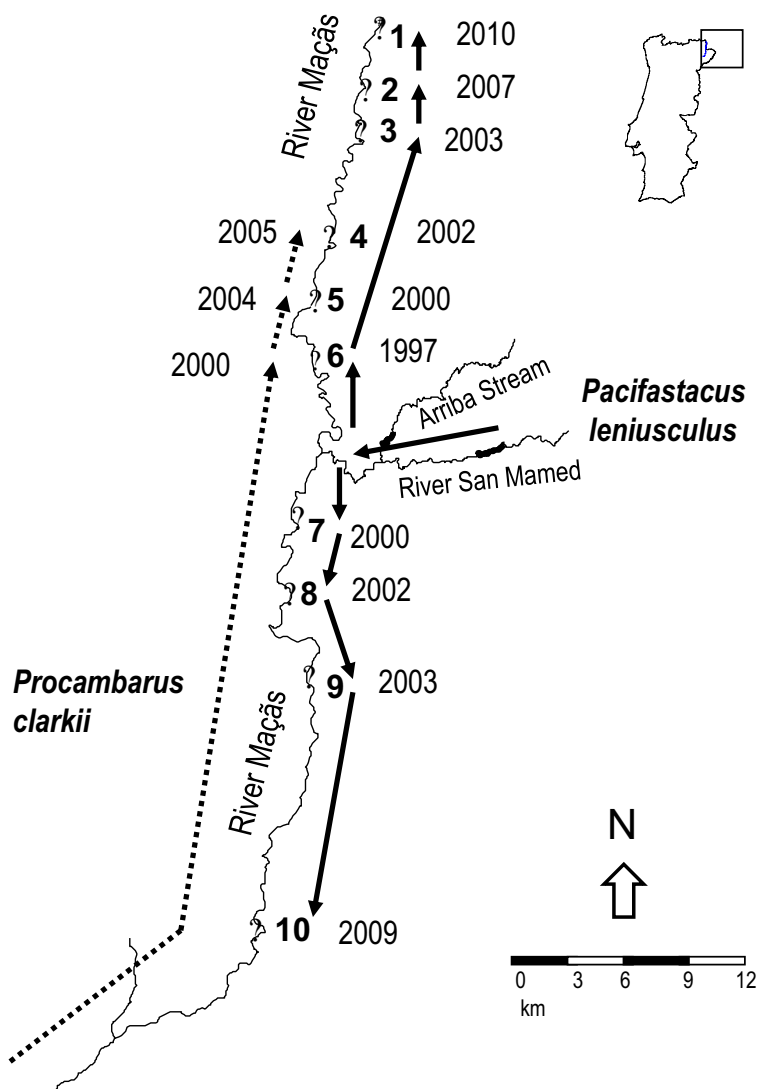 ? 1 2010
River Maçãs
? 2 2007
? 3 2003
2005 ? 4 2002
2004 ? 5 2000
2000 ? 6 1997
Arriba Stream
Pacifastacus
leniusculus
River San Mamed
? 7 2000
? 8 2002
? 9 2003
Procambarus
clarkii
River Maçãs
N
? 10 2009
0 3 6 9 12
km